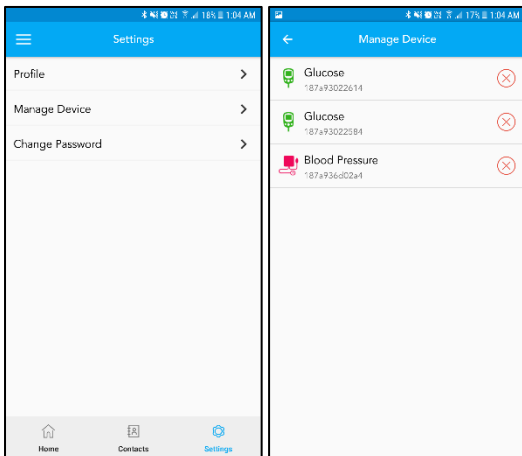 18% 1:04 AM
Settings
Profile
Manage Device
Change Password
Home Contacts Settings
17% 1:04 AM
Manage Device
Glucose
187a93022614
Glucose
187a93022584
Blood Pressure
187a936d02a4